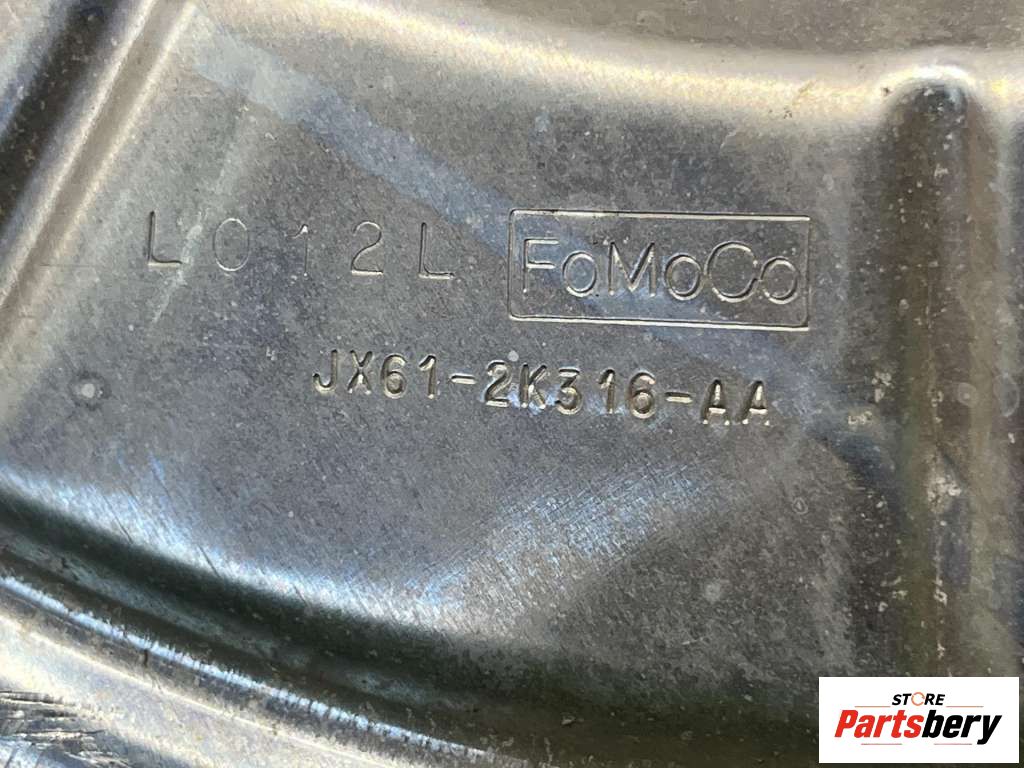 L012L FoMoCo
JX61-2K316-AA
STORE
Partsbery